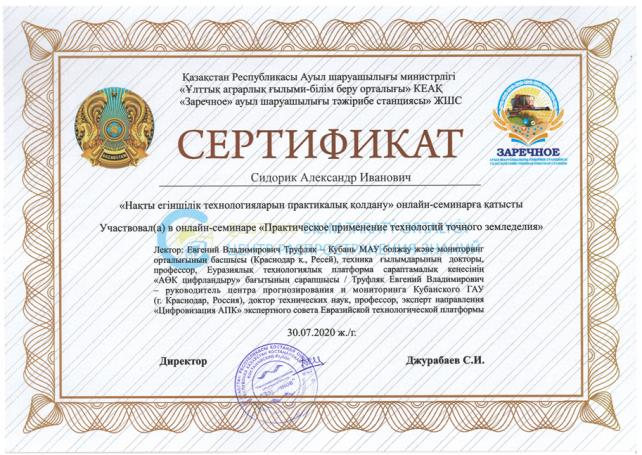 Қазақстан Республикасы Ауыл шаруашылығы министрлігі
«Ұлттық аграрлық ғылыми-білім беру орталығы» КЕАҚ
«Заречное» ауыл шаруашылығы тәжірибе станциясы» ЖШС
ҚАЗАҚСТАН
ЗАРЕЧНОЕ
СЕРТИФИКАТ
Сидорик Александр Иванович
«Нақты егіншілік технологияларын практикалық қолдану» онлайн-семинарға қатысты
Участвовал(а) в онлайн-семинаре «Практическое применение технологий точного земледелия»
Лектор: Евгений Владимирович Труфляк – Кубань МАУ болжау және мониторинг
орталығының басшысы (Краснодар қ., Ресей), техника ғылымдарының докторы,
профессор, Еуразиялық технологиялық платформа сараптамалық кеңесінің
«АӨК цифрландыру» бағытының сарапшысы / Труфляк Евгений Владимирович
– руководитель центра прогнозирования и мониторинга Кубанского ГАУ
(г. Краснодар, Россия), доктор технических наук, профессор, эксперт направления
«Цифровизация АПК» экспертного совета Евразийской технологической платформы
30.07.2020 ж./г.
Директор
Джурабаев С.И.